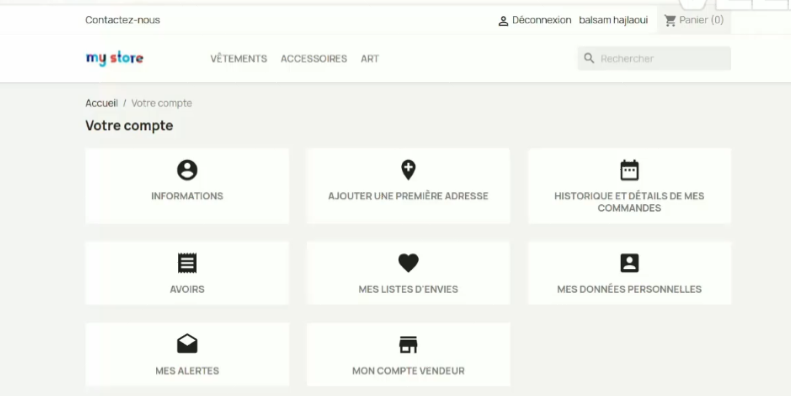 Contactez-nous
Déconnexion balsam hajlaoui
Panier (0)
my store
VÊTEMENTS ACCESSOIRES ART
Rechercher
Accueil / Votre compte
Votre compte
INFORMATIONS
AJOUTER UNE PREMIÈRE ADRESSE
HISTORIQUE ET DÉTAILS DE MES
COMMANDES
AVOIRS
MES LISTES D'ENVIES
MES DONNÉES PERSONNELLES
MES ALERTES
MON COMPTE VENDEUR